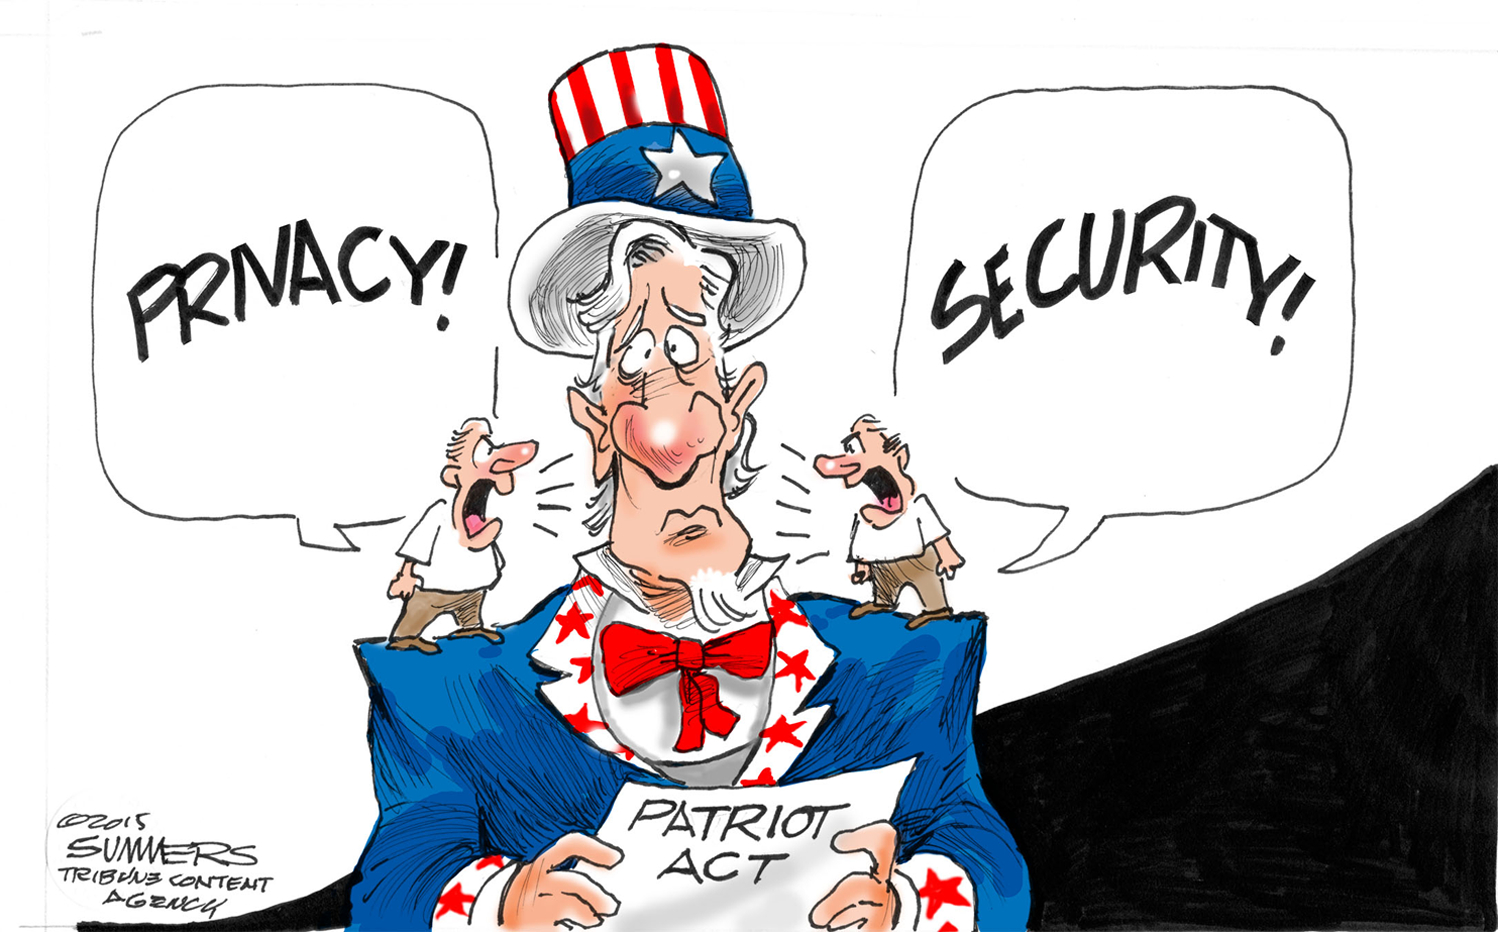 PRIVACY!
SECURITY!
PATRIOT
ACT
©2015
SUMMERS
TRIBUNE CONTENT
AGENCY